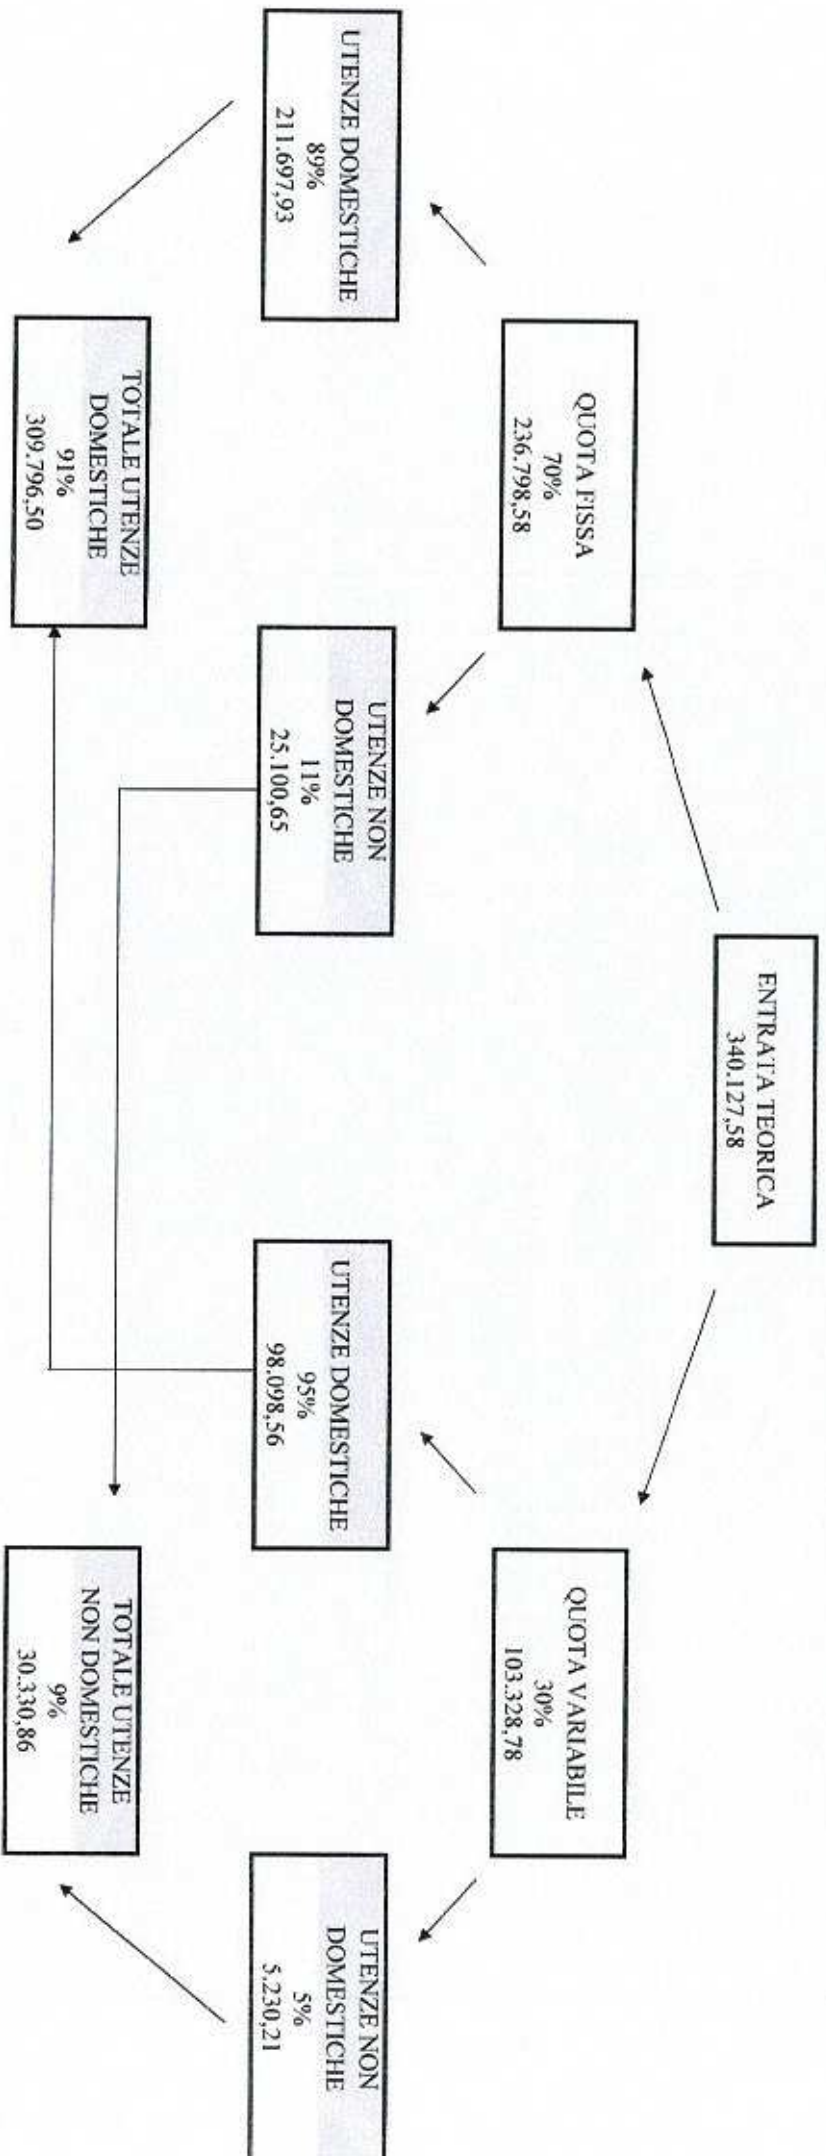 ENTRATA TEORICA
340.127,58
QUOTA FISSA
70%
236.798,58
QUOTA VARIABILE
30%
103.328,78
UTENZE DOMESTICHE
89%
211.697,93
UTENZE NON
DOMESTICHE
11%
25.100,65
UTENZE DOMESTICHE
95%
98.098,56
UTENZE NON
DOMESTICHE
5%
5.230,21
TOTALE UTENZE
DOMESTICHE
91%
309.796,50
TOTALE UTENZE
NON DOMESTICHE
9%
30.330,86